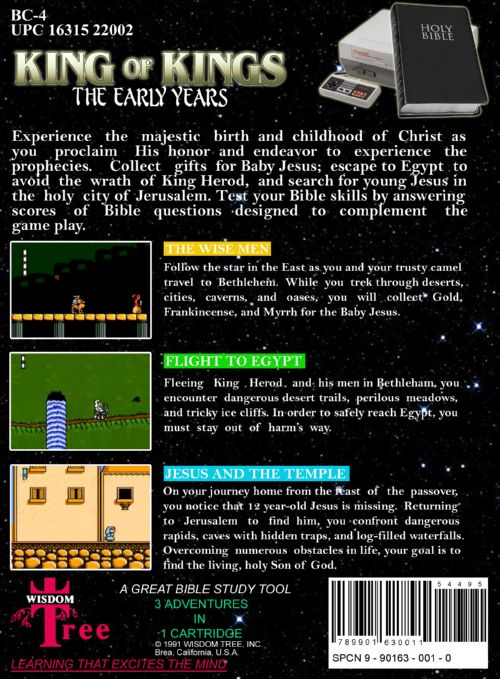 BC-4
UPC 16315 22002
KING OF KINGS
THE EARLY YEARS
HOLY
BIBLE
Experience the majestic birth and childhood of Christ as
you proclaim His honor and endeavor to experience the
prophecies. Collect gifts for Baby Jesus; escape to Egypt to
avoid the wrath of King Herod, and search for young Jesus in
the holy city of Jerusalem. Test your Bible skills by answering
scores of Bible questions designed to complement the
game play.
THE WISE MEN
Follow the star in the East as you and your trusty camel
travel to Bethlehem. While you trek through deserts,
cities, caverns, and oases, you will collect Gold,
Frankincense, and Myrrh for the Baby Jesus.
FLIGHT TO EGYPT
Fleeing King Herod and his men in Bethleham, you
encounter dangerous desert trails, perilous meadows,
and tricky ice cliffs. In order to safely reach Egypt, you
must stay out of harm's way.
JESUS AND THE TEMPLE
On your journey home from the feast of the passover,
you notice that 12 year-old Jesus is missing. Returning
to Jerusalem to find him, you confront dangerous
rapids, caves with hidden traps, and log-filled waterfalls.
Overcoming numerous obstacles in life, your goal is to
find the living, holy Son of God.
WISDOM
Tree
LEARNING THAT EXCITES THE MIND
A GREAT BIBLE STUDY TOOL
3 ADVENTURES
IN
1 CARTRIDGE
© 1991 WISDOM TREE, INC.
Brea, California, U.S.A.
54495
7 89901 63001 1
SPCN 9 - 90163 - 001 - 0